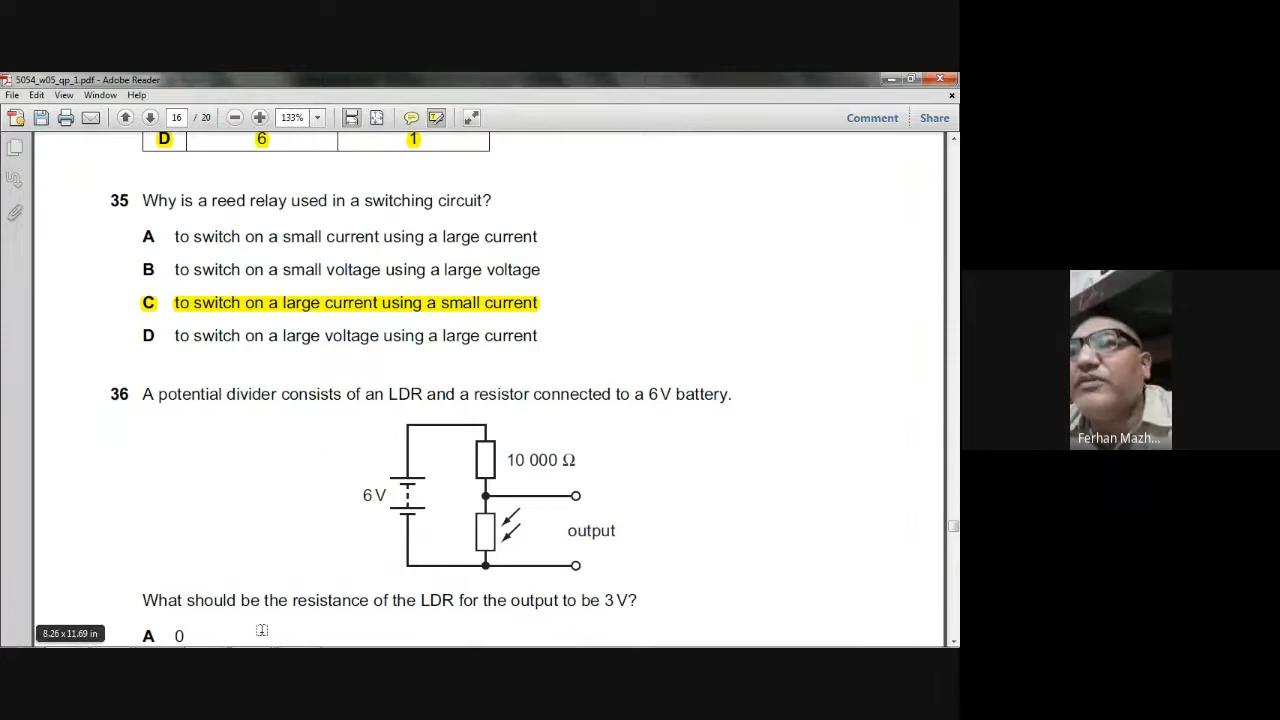 5054_w05_qp_1.pdf - Adobe Reader
File Edit View Window Help
16 / 20 133% Comment Share
D 6 1
35 Why is a reed relay used in a switching circuit?
A to switch on a small current using a large current
B to switch on a small voltage using a large voltage
C to switch on a large current using a small current
D to switch on a large voltage using a large current
36 A potential divider consists of an LDR and a resistor connected to a 6 V battery.
10 000 Ω
6 V
output
What should be the resistance of the LDR for the output to be 3 V?
8.26 x 11.69 in
A 0
Ferhan Mazh...